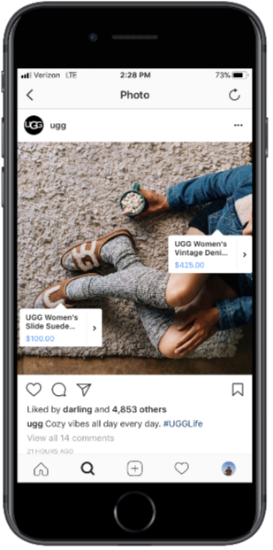 Verizon LTE 2:28 PM 73%
Photo
UGG ugg
UGG Women's
Vintage Deni...
$425.00
UGG Women's
Slide Suede...
$100.00
Liked by darling and 4,853 others
ugg Cozy vibes all day every day. #UGGLife
View all 14 comments
21 HOURS AGO